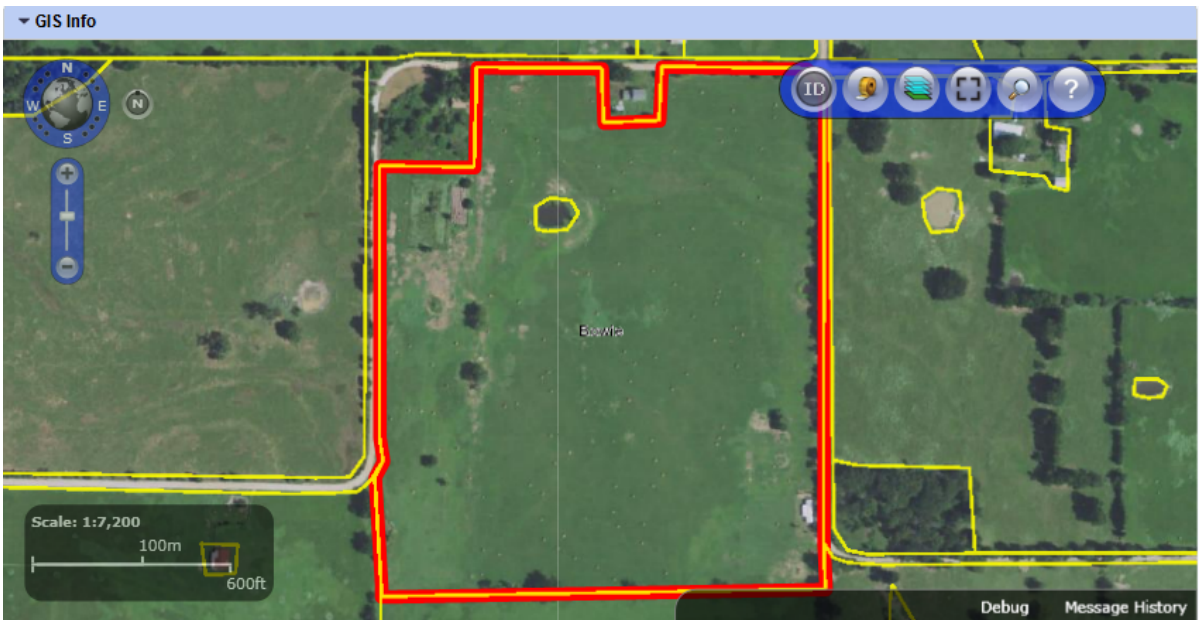 GIS Info
N
W E
S
N
ID
?
Scale: 1:7,200
100m
600ft
Debug Message History